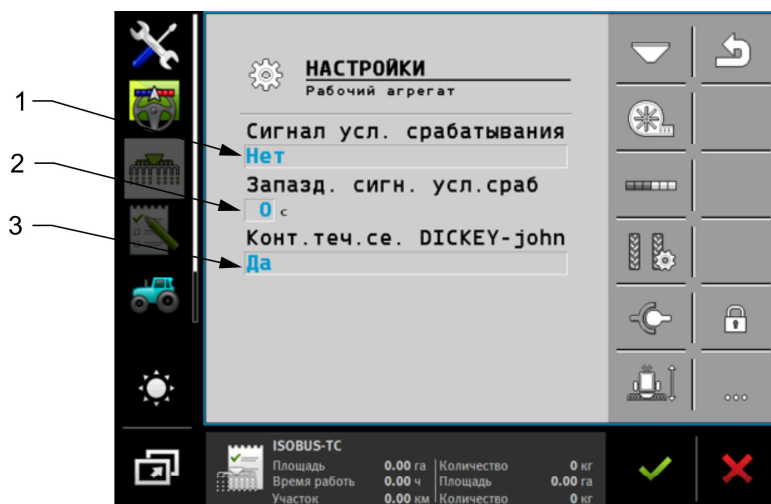 НАСТРОЙКИ
Рабочий агрегат
1
Сигнал усл. срабатывания
Нет
2
Запазд. сигн. усл.сраб
0 с
3
Конт.теч.се. DICKEY-john
Да
ISOBUS-TC
Площадь 0.00 га Количество 0 кг
Время работь 0.00 ч Площадь 0.00 га
Участок 0.00 км Количество 0 кг